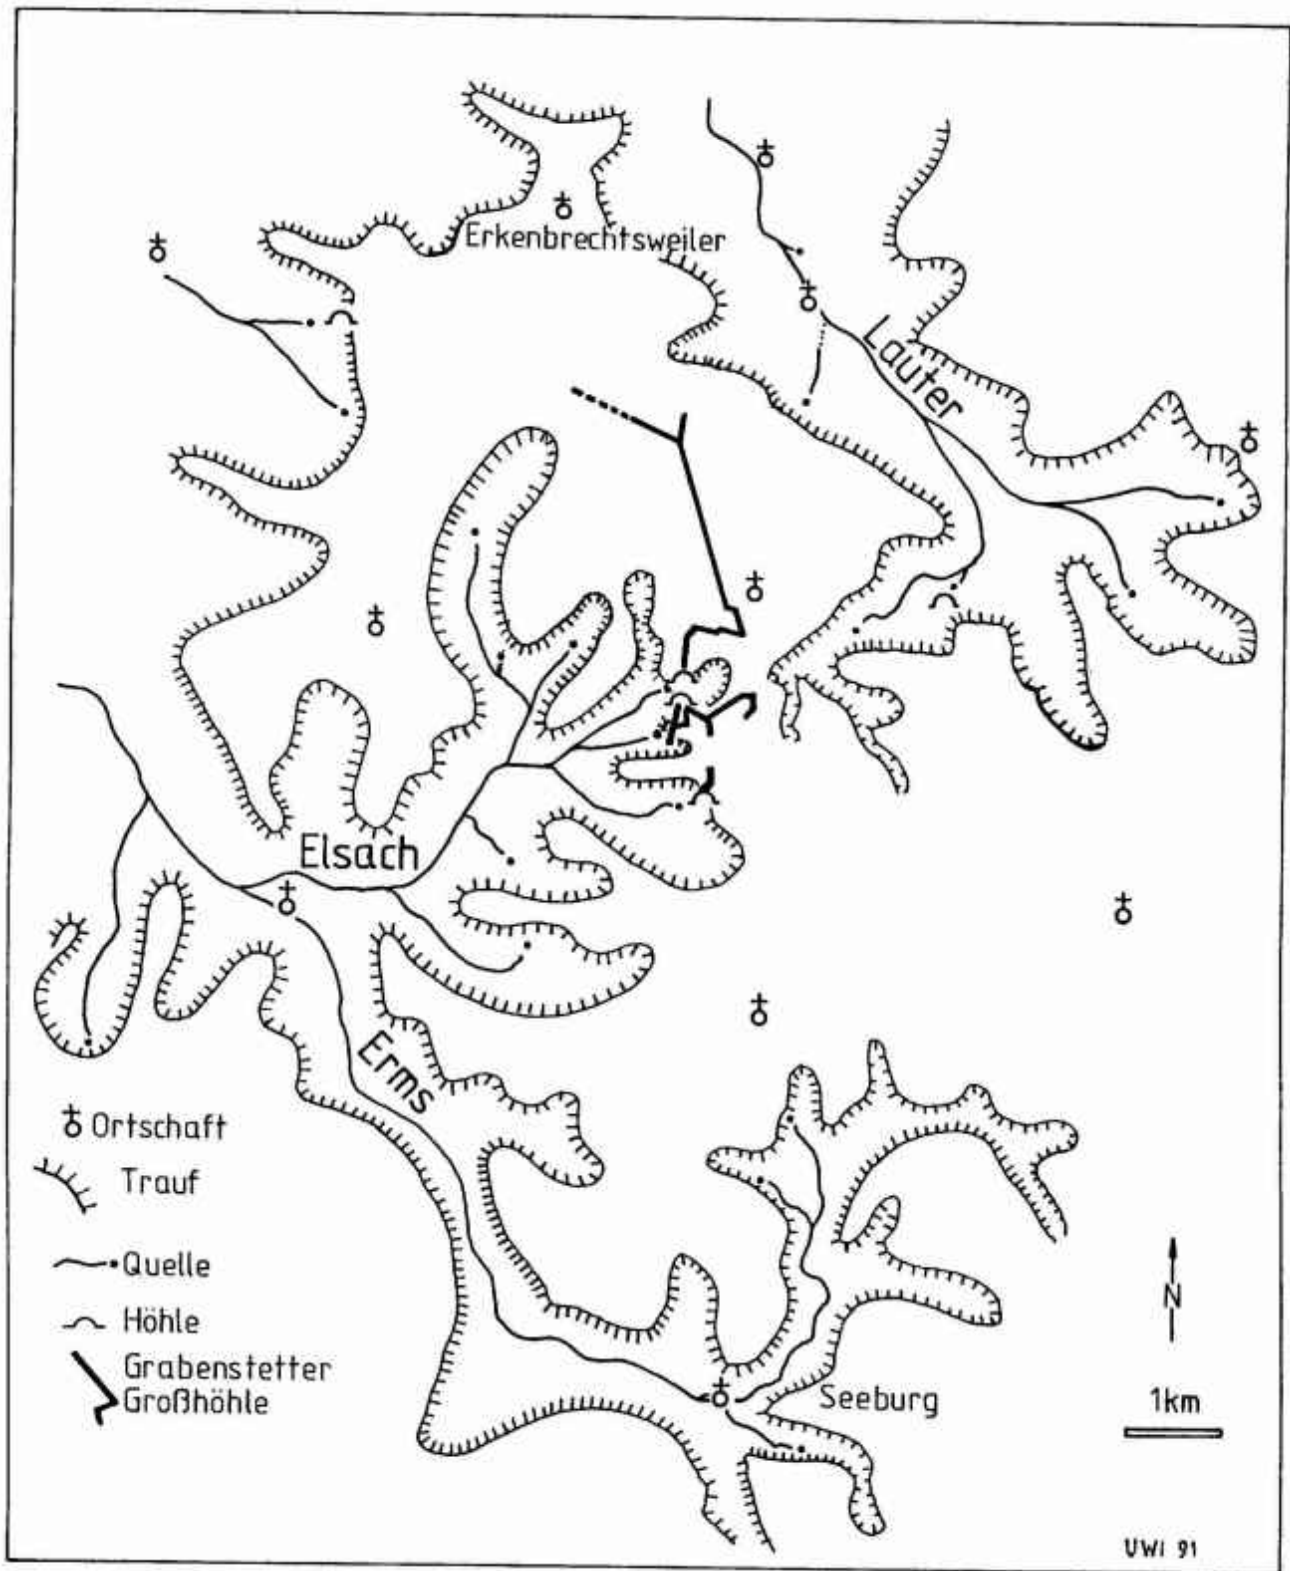 Erkenbrechtsweiler
Lauter
Elsach
Erms
Ortschaft
Trauf
Quelle
Höhle
Grabenstetter
Großhöhle
Seeburg
N
1km
UWI 91